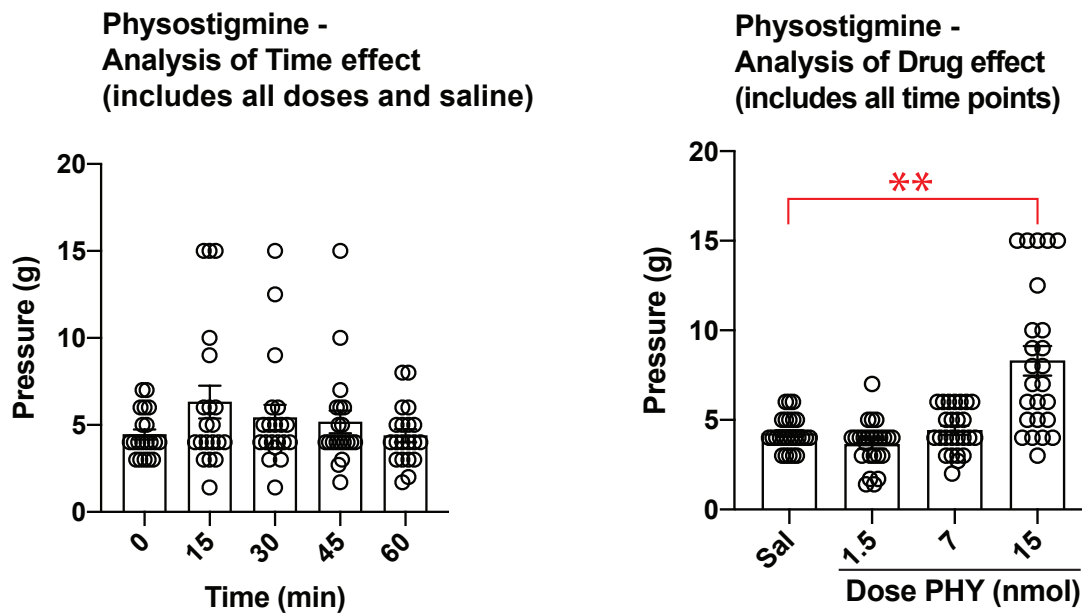 Physostigmine -
Analysis of Time effect
(includes all doses and saline)
20
15
10
5
0
Pressure (g)
0
15
30
45
60
Time (min)
Physostigmine -
Analysis of Drug effect
(includes all time points)
**
20
15
10
5
0
Pressure (g)
Sal
1.5
7
15
Dose PHY (nmol)